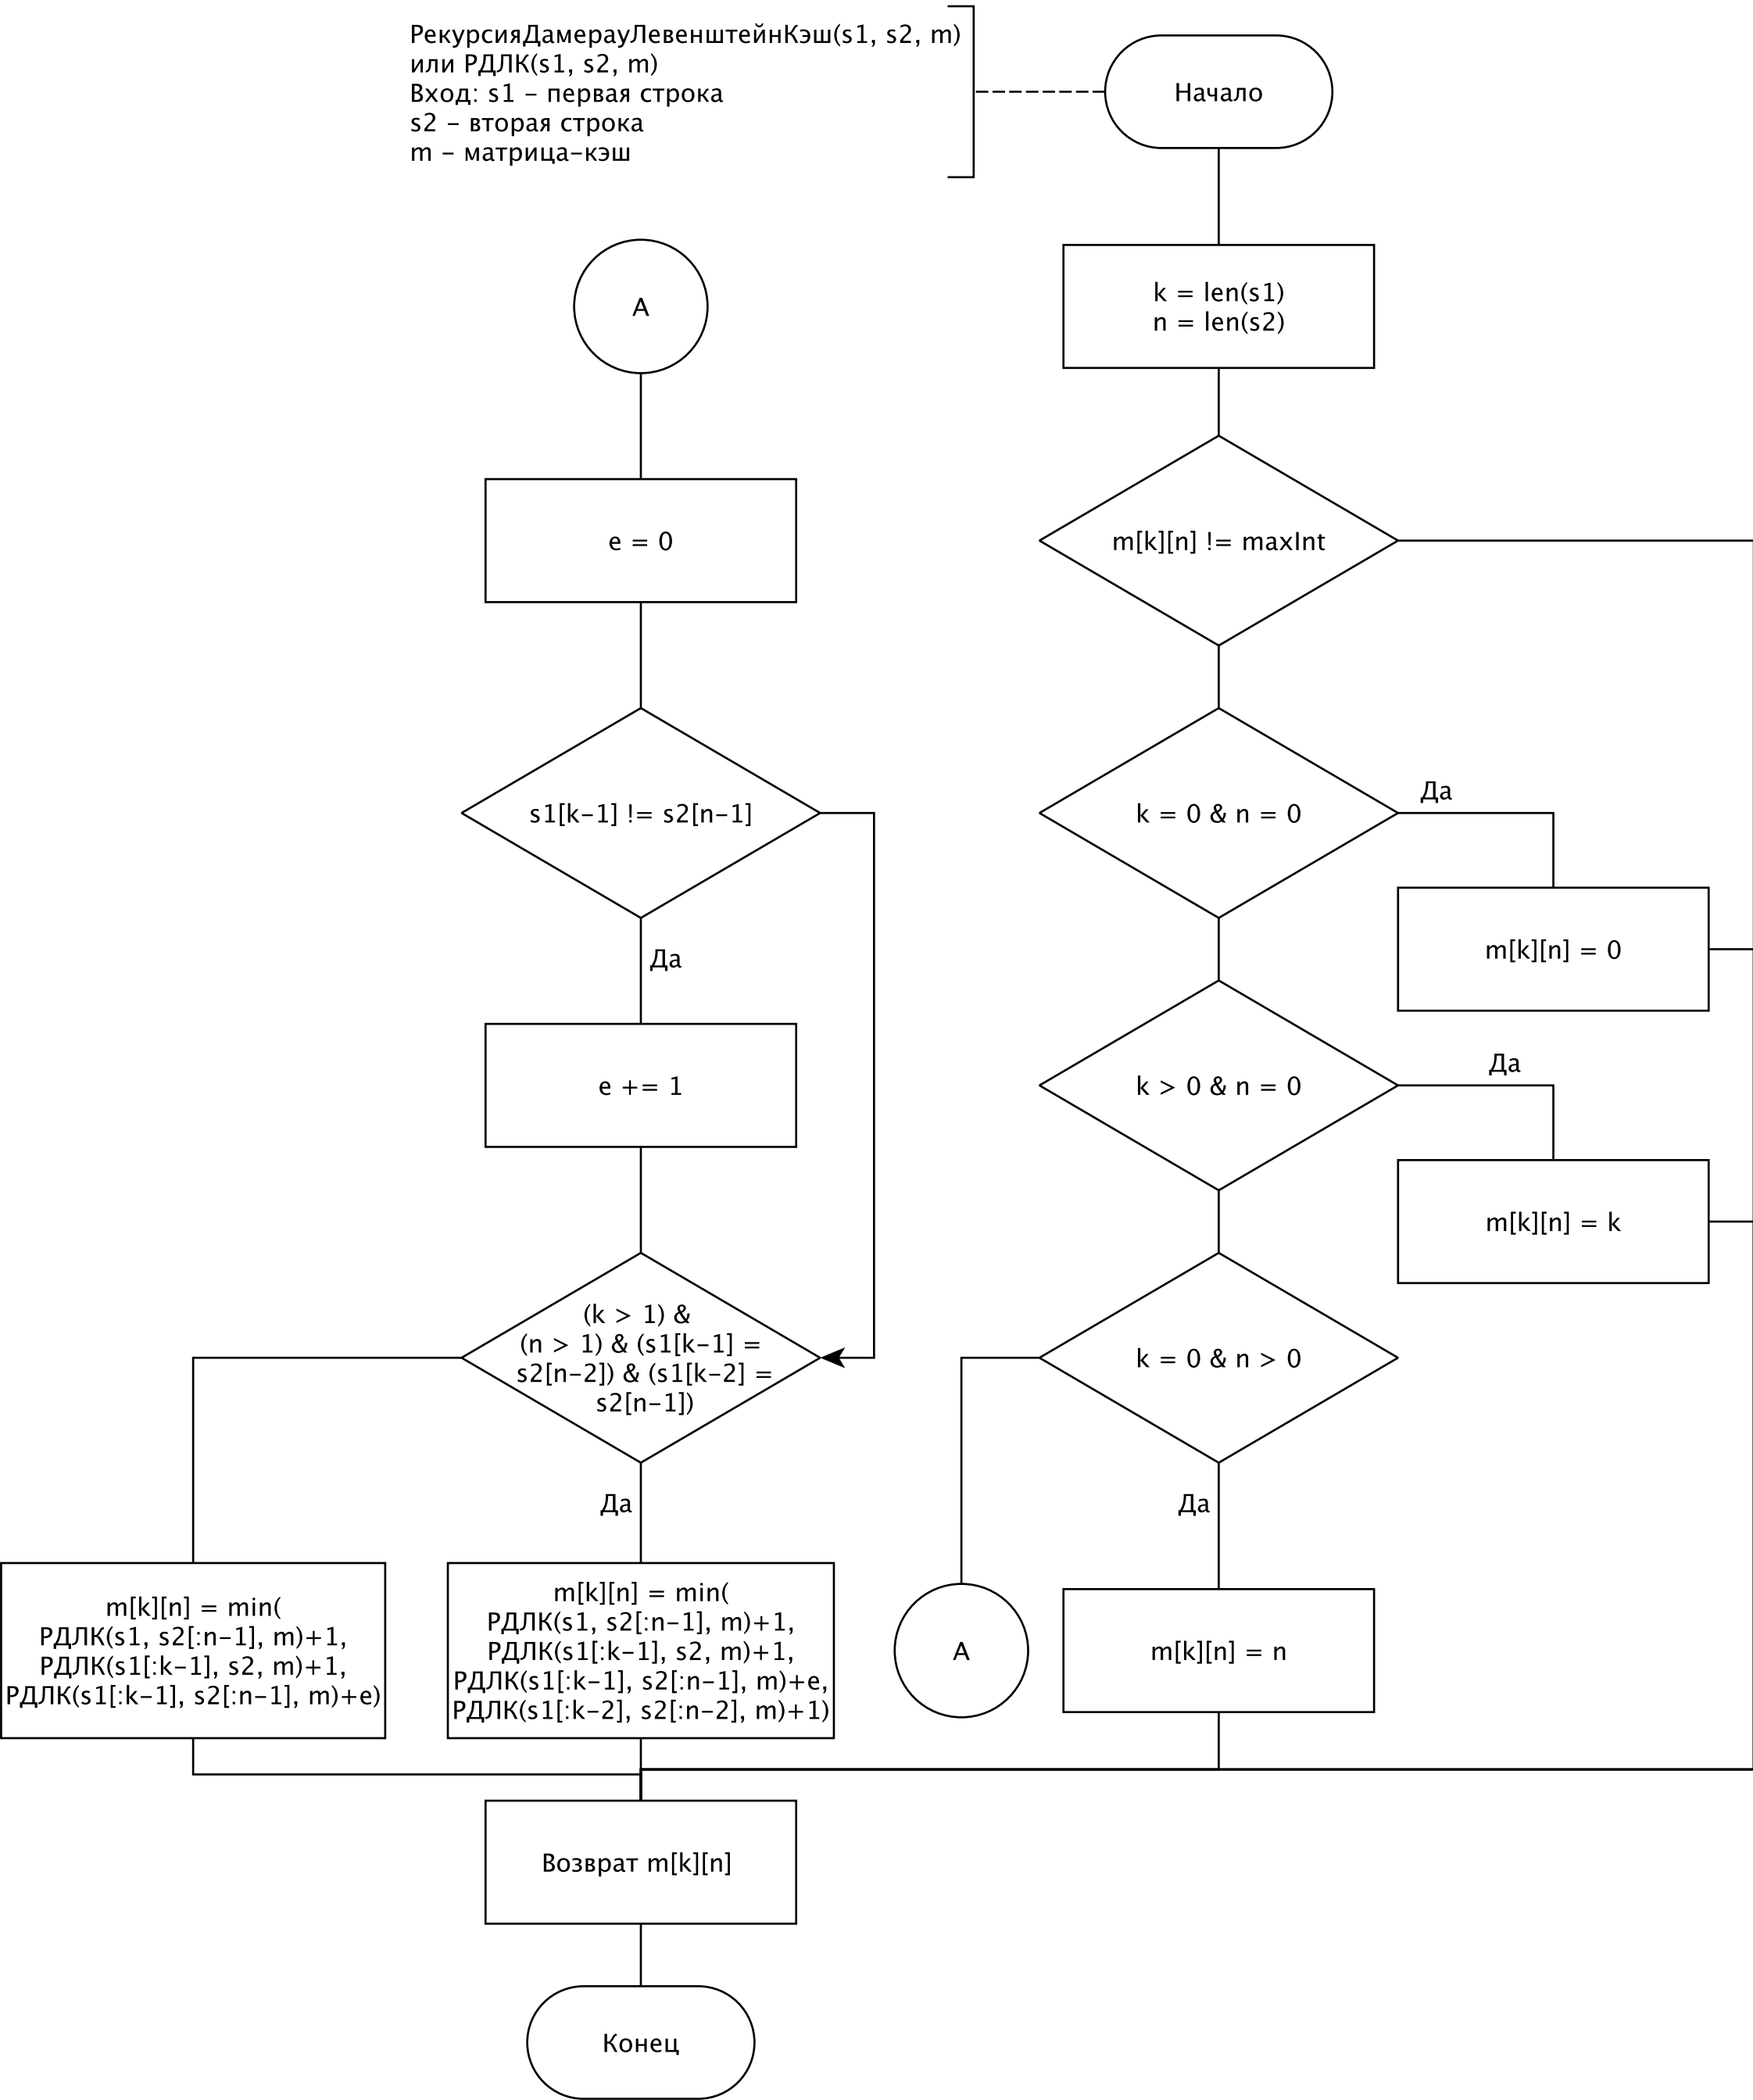 РекурсияДамерауЛевенштейнКэш(s1, s2, m)
или РДЛК(s1, s2, m)
Вход: s1 – первая строка
s2 – вторая строка
m – матрица-кэш
Начало
k = len(s1)
n = len(s2)
m[k][n] != maxInt
k = 0 & n = 0
Да
m[k][n] = 0
k > 0 & n = 0
Да
m[k][n] = k
k = 0 & n > 0
Да
A
m[k][n] = n
A
e = 0
s1[k-1] != s2[n-1]
Да
e += 1
(k > 1) &
(n > 1) & (s1[k-1] =
s2[n-2]) & (s1[k-2] =
s2[n-1])
Да
m[k][n] = min(
РДЛК(s1, s2[:n-1], m)+1,
РДЛК(s1[:k-1], s2, m)+1,
РДЛК(s1[:k-1], s2[:n-1], m)+e)
m[k][n] = min(
РДЛК(s1, s2[:n-1], m)+1,
РДЛК(s1[:k-1], s2, m)+1,
РДЛК(s1[:k-1], s2[:n-1], m)+e,
РДЛК(s1[:k-2], s2[:n-2], m)+1)
Возврат m[k][n]
Конец